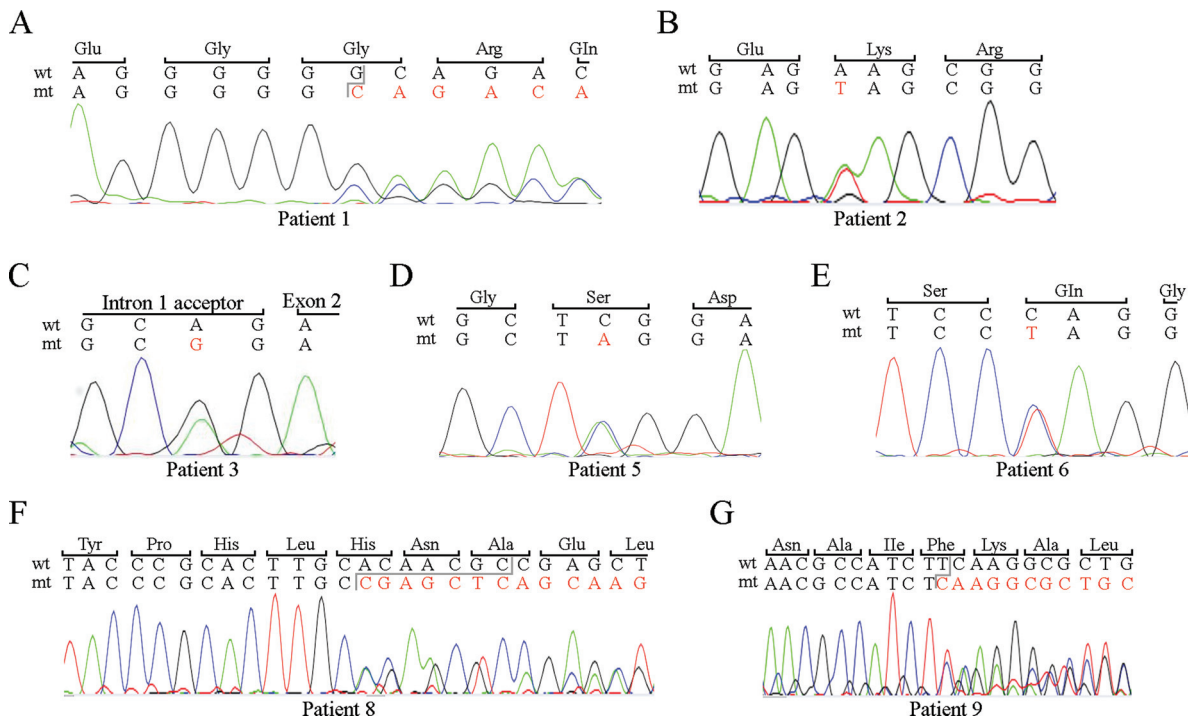 A
Glu Gly Gly Arg Gln
wt A G G G G G G C A G A C
mt A G G G G G C A G A C A
Patient 1
B
Glu Lys Arg
wt G A G A A G C G G
mt G A G T A G C G G
Patient 2
C
Intron 1 acceptor Exon 2
wt G C A G A
mt G C G G A
Patient 3
D
Gly Ser Asp
wt G C T C G G A
mt G C T A G G A
Patient 5
E
Ser Gln Gly
wt T C C C A G G
mt T C C T A G G
Patient 6
F
Tyr Pro His Leu His Asn Ala Glu Leu
wt T A C C C G C A C T T G C A C A A C G C C G A G C T
mt T A C C C G C A C T T G C C G A G C T C A G C A A G
Patient 8
G
Asn Ala Ile Phe Lys Ala Leu
wt A A C G C C A T C T T C A A G G C G C T G
mt A A C G C C A T C T C A A G G C G C T G C
Patient 9